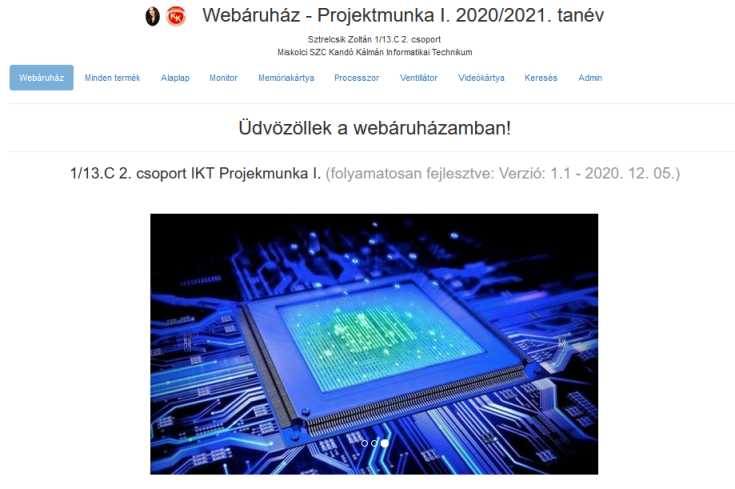 Webáruház - Projektmunka I. 2020/2021. tanév
Sztrelcsik Zoltán 1/13.C 2. csoport
Miskolci SZC Kandó Kálmán Informatikai Technikum
Webáruház Minden termék Alaplap Monitor Memóriakártya Processzor Ventillátor Videókártya Keresés Admin
Üdvözöllek a webáruházamban!
1/13.C 2. csoport IKT Projekmunka I. (folyamatosan fejlesztve: Verzió: 1.1 - 2020. 12. 05.)